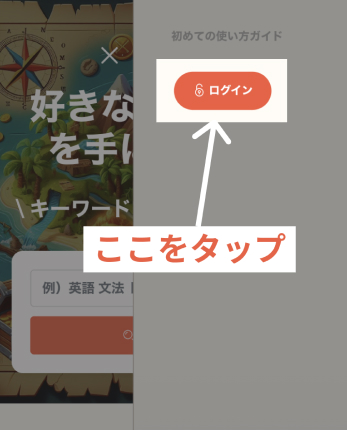 初めての使い方ガイド
ログイン
好きな
を手に
\ キーワード
ここをタップ
例）英語 文法